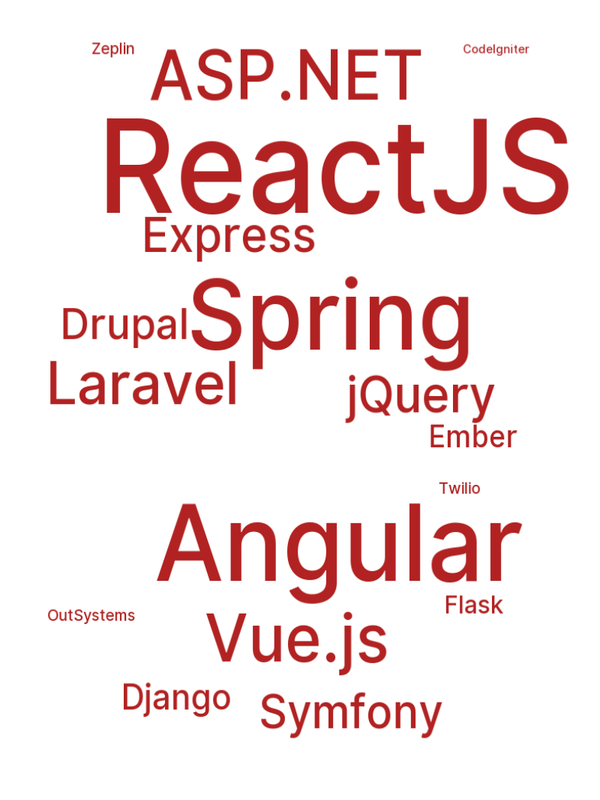 Zeplin
CodeIgniter
ASP.NET
ReactJS
Express
Spring
Drupal
Laravel
jQuery
Ember
Twilio
Angular
Flask
OutSystems
Vue.js
Django
Symfony